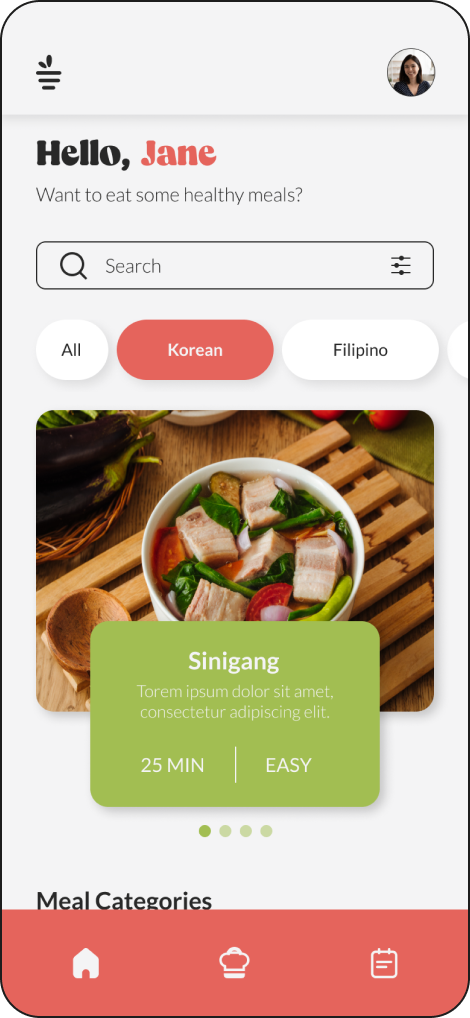 Hello, Jane
Want to eat some healthy meals?
Search
All
Korean
Filipino
Sinigang
Torem ipsum dolor sit amet,
consectetur adipiscing elit.
25 MIN
EASY
Meal Categories